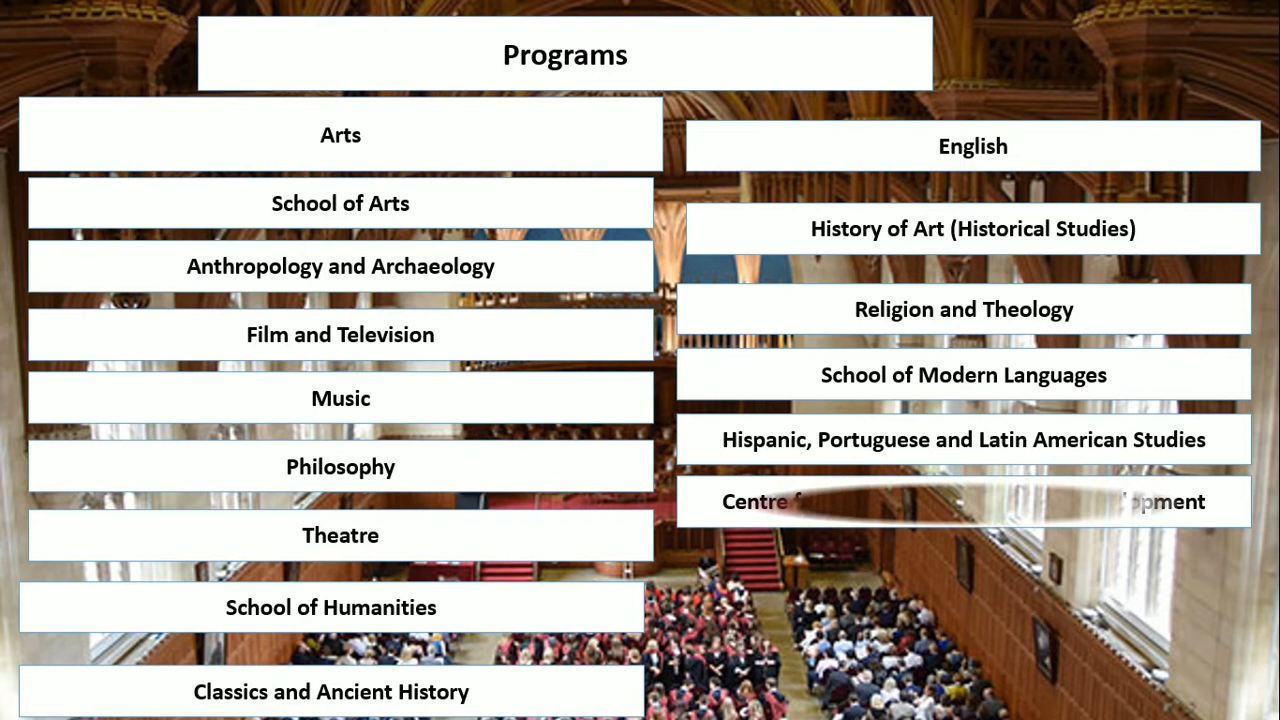 Programs
Arts
School of Arts
Anthropology and Archaeology
Film and Television
Music
Philosophy
Theatre
School of Humanities
Classics and Ancient History
English
History of Art (Historical Studies)
Religion and Theology
School of Modern Languages
Hispanic, Portuguese and Latin American Studies
Centre